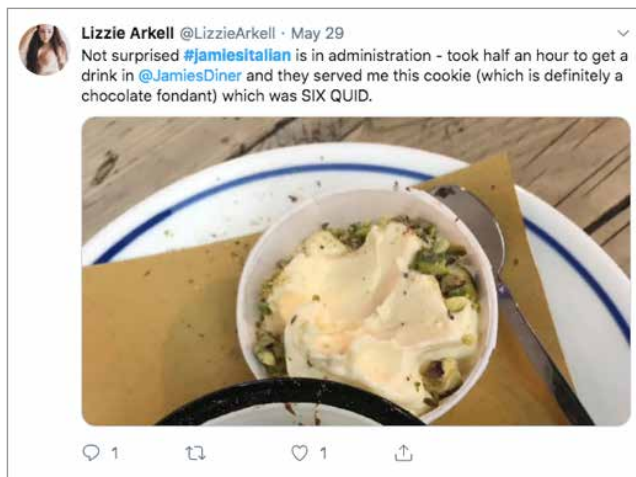 Lizzie Arkell @LizzieArkell · May 29
Not surprised #jamiesitalian is in administration - took half an hour to get a
drink in @JamiesDiner and they served me this cookie (which is definitely a
chocolate fondant) which was SIX QUID.
1
1